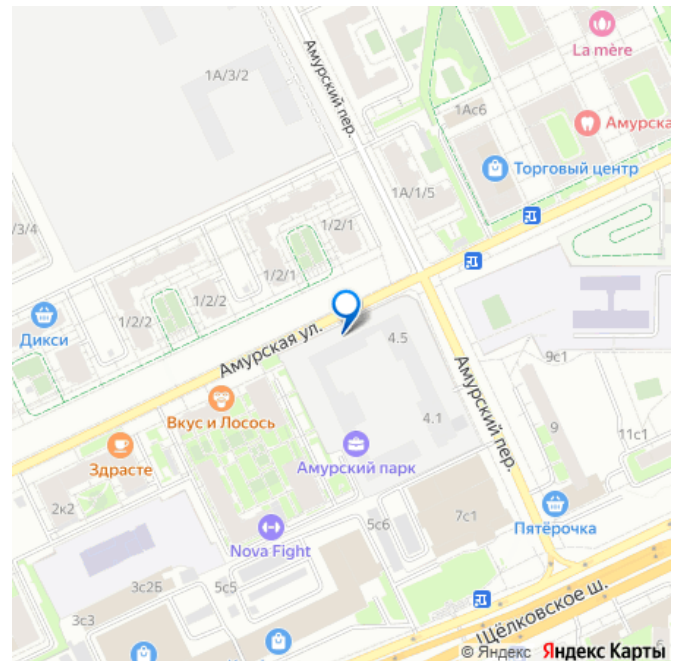 La mère
1А/3/2
Амурский пер.
1Ас6
Амурска
Торговый центр
1А/1/5
/3/4
1/2/1
1/2/1
1/2/2
1/2/2
Дикси
Амурская ул.
4.5
9с1
Амурский пер.
Вкус и Лосось
4.1
9
11с1
Здрасте
Амурский парк
2к2
7с1
Пятёрочка
5с6
Nova Fight
3с2Б
5с5
3с3
Щёлковское ш.
6
© Яндекс Яндекс Карты